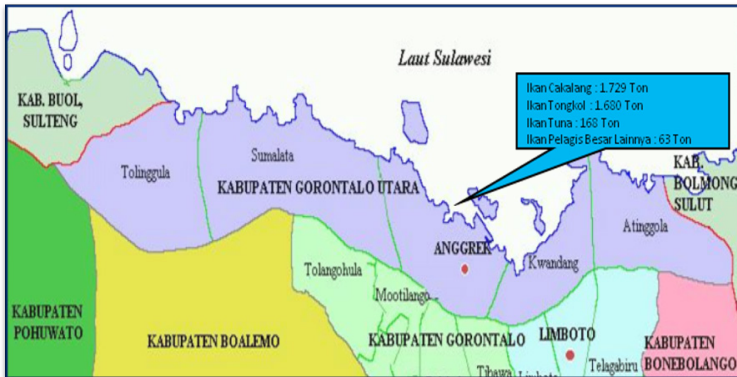 Laut Sulawesi
Ikan Cakalang : 1.729 Ton
Ikan Tongkol : 1.680 Ton
Ikan Tuna : 168 Ton
Ikan Pelagis Besar Lainnya : 63 Ton
KAB. BUOL,
SULTENG
Tolinggula
Sumalata
KABUPATEN GORONTALO UTARA
KAB.
BOLMONG
SULUT
Atinggola
ANGGREK
Kwandang
Tolangohula
Mootilango
KABUPATEN
POHUWATO
KABUPATEN BOALEMO
KABUPATEN GORONTALO
LIMBOTO
KABUPATEN
BONEBOLANGO
Tibawa
Telagabiru